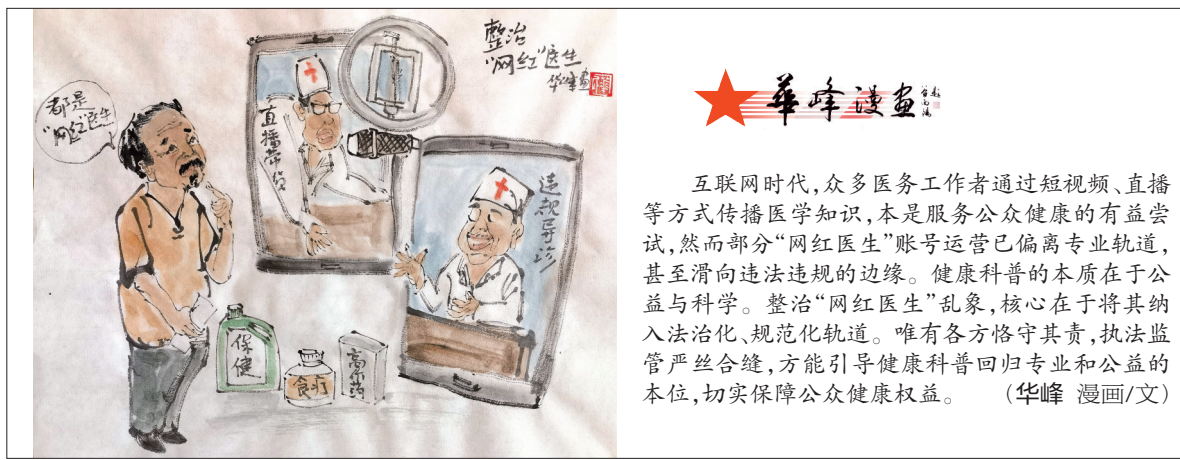 整治
"网红"医生
华峰画
都是
"网红"医生
直播带货
违规导诊
保健
食疗
高价药
華峰漫畫
互联网时代,众多医务工作者通过短视频、直播
等方式传播医学知识,本是服务公众健康的有益尝
试,然而部分“网红医生”账号运营已偏离专业轨道,
甚至滑向违法违规的边缘。健康科普的本质在于公
益与科学。整治“网红医生”乱象,核心在于将其纳
入法治化、规范化轨道。唯有各方恪守其责,执法监
管严丝合缝,方能引导健康科普回归专业和公益的
本位,切实保障公众健康权益。 (华峰 漫画/文)